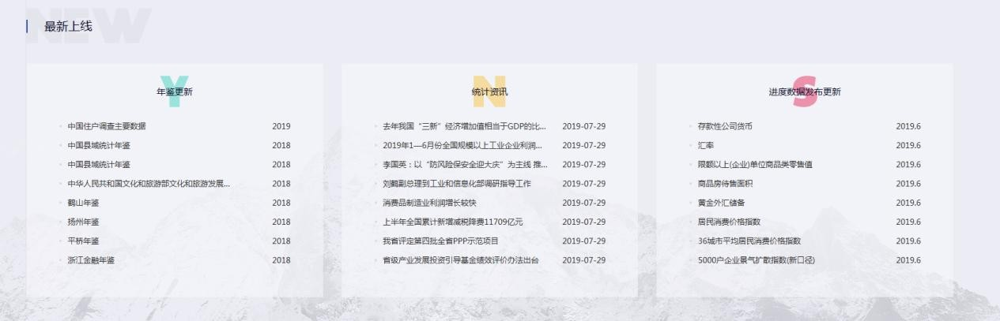 NEW
最新上线
Y
年鉴更新
中国住户调查主要数据 2019
中国县域统计年鉴 2018
中国县域统计年鉴 2018
中华人民共和国文化和旅游部文化和旅游发展... 2018
鹤山年鉴 2018
扬州年鉴 2018
平桥年鉴 2018
浙江金融年鉴 2018
N
统计资讯
去年我国“三新”经济增加值相当于GDP的比... 2019-07-29
2019年1—6月份全国规模以上工业企业利润... 2019-07-29
李国英：以“防风险保安全迎大庆”为主线 推... 2019-07-29
刘鹤副总理到工业和信息化部调研指导工作 2019-07-29
消费品制造业利润增长较快 2019-07-29
上半年全国累计新增减税降费11709亿元 2019-07-29
我省评定第四批全省PPP示范项目 2019-07-29
省级产业发展投资引导基金绩效评价办法出台 2019-07-29
S
进度数据发布更新
存款性公司货币 2019.6
汇率 2019.6
限额以上(企业)单位商品类零售值 2019.6
商品房待售面积 2019.6
黄金外汇储备 2019.6
居民消费价格指数 2019.6
36城市平均居民消费价格指数 2019.6
5000户企业景气扩散指数(新口径) 2019.6